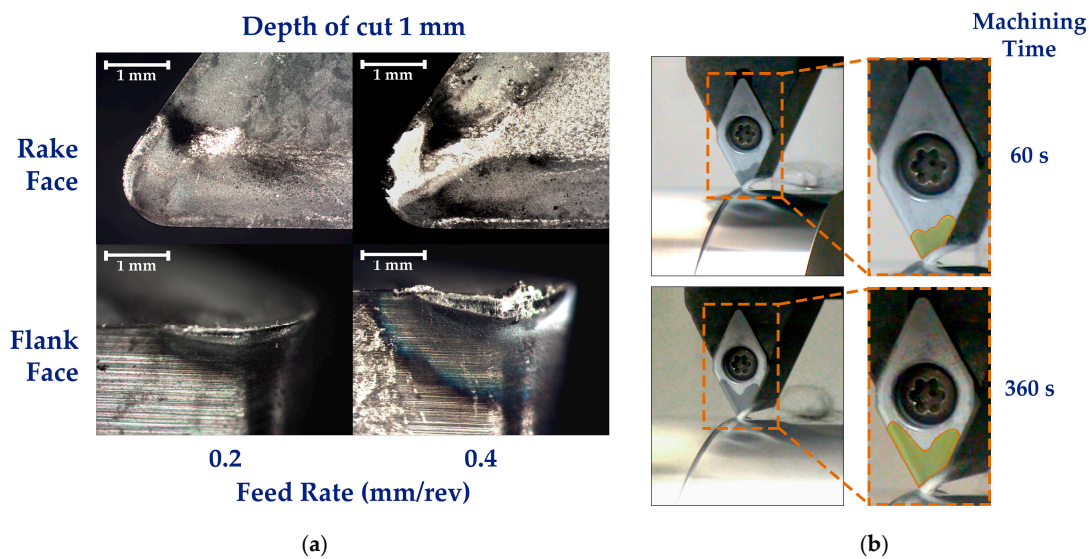 Depth of cut 1 mm
Machining
Time
1 mm
1 mm
Rake
Face
60 s
1 mm
1 mm
Flank
Face
360 s
0.2
0.4
Feed Rate (mm/rev)
(a)
(b)